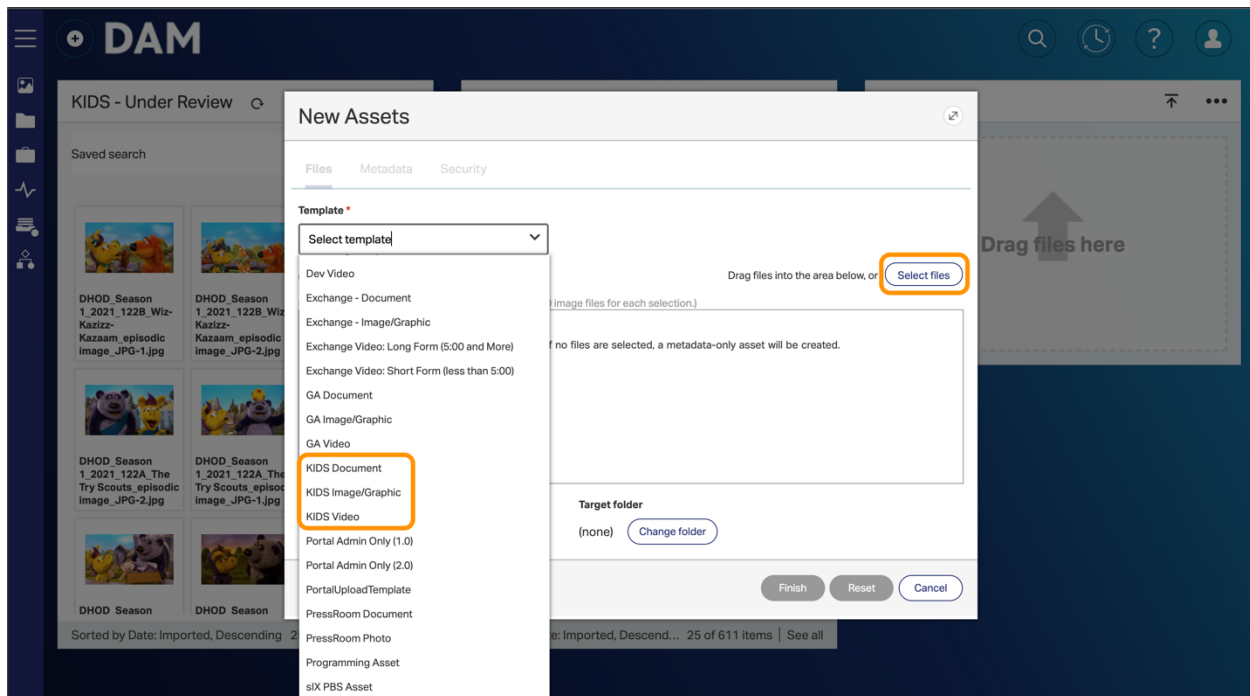 DAM
?
KIDS - Under Review
New Assets
Saved search
Files Metadata Security
Template *
Select template
Drag files into the area below, or Select files
Drag files here
image files for each selection.)
f no files are selected, a metadata-only asset will be created.
Dev Video
Exchange - Document
Exchange - Image/Graphic
Exchange Video: Long Form (5:00 and More)
Exchange Video: Short Form (less than 5:00)
GA Document
GA Image/Graphic
GA Video
KIDS Document
KIDS Image/Graphic
KIDS Video
Portal Admin Only (1.0)
Portal Admin Only (2.0)
PortalUploadTemplate
PressRoom Document
PressRoom Photo
Programming Asset
sIX PBS Asset
DHOD_Season
1_2021_122B_Wiz-
Kazizz-
Kazaam_episodic
image_JPG-1.jpg
DHOD_Season
1_2021_122B_Wiz
Kazizz-
Kazaam_episodic
image_JPG-2.jpg
DHOD_Season
1_2021_122A_The
Try Scouts_episodic
image_JPG-2.jpg
DHOD_Season
1_2021_122A_The
Try Scouts_episod
image_JPG-1.jpg
DHOD Season
DHOD Season
Target folder
(none) Change folder
Finish Reset Cancel
Sorted by Date: Imported, Descending 2
e: Imported, Descend... 25 of 611 items | See all